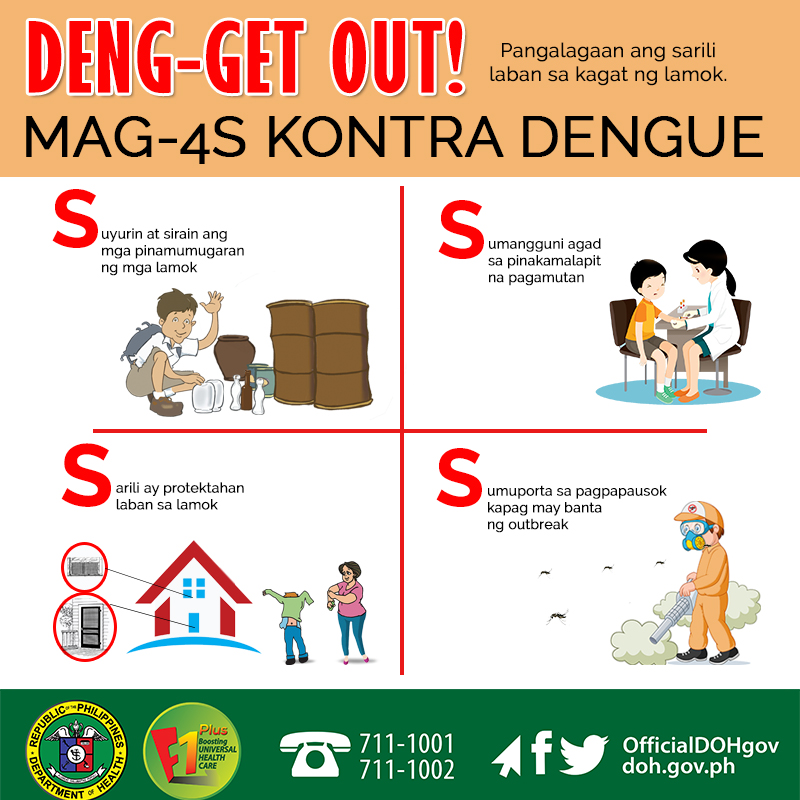 DENG-GET OUT!
Pangalagaan ang sarili
laban sa kagat ng lamok.
MAG-4S KONTRA DENGUE
Suyurin at sirain ang
mga pinamumugaran
ng mga lamok
Sumangguni agad
sa pinakamalapit
na pagamutan
Sarili ay protektahan
laban sa lamok
Sumuporta sa pagpapausok
kapag may banta
ng outbreak
REPUBLIC OF THE PHILIPPINES
DEPARTMENT OF HEALTH
F1 Plus
Boosting
UNIVERSAL
HEALTH
CARE
711-1001
711-1002
OfficialDOHgov
doh.gov.ph